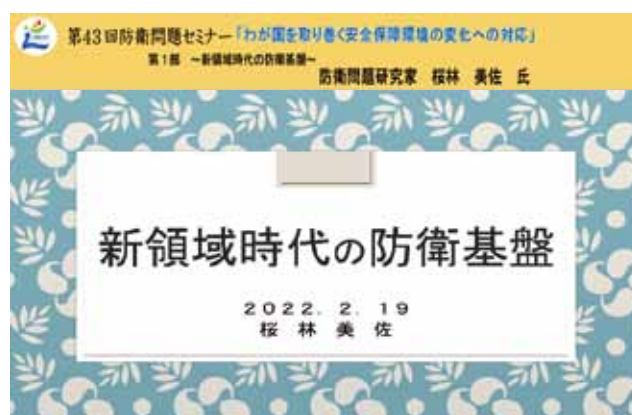 第43回防衛問題セミナー「わが国を取り巻く安全保障環境の変化への対応」
第1部 ~新領域時代の防衛基盤~
防衛問題研究家 桜林 美佐 氏
新領域時代の防衛基盤
2022. 2. 19
桜 林 美 佐